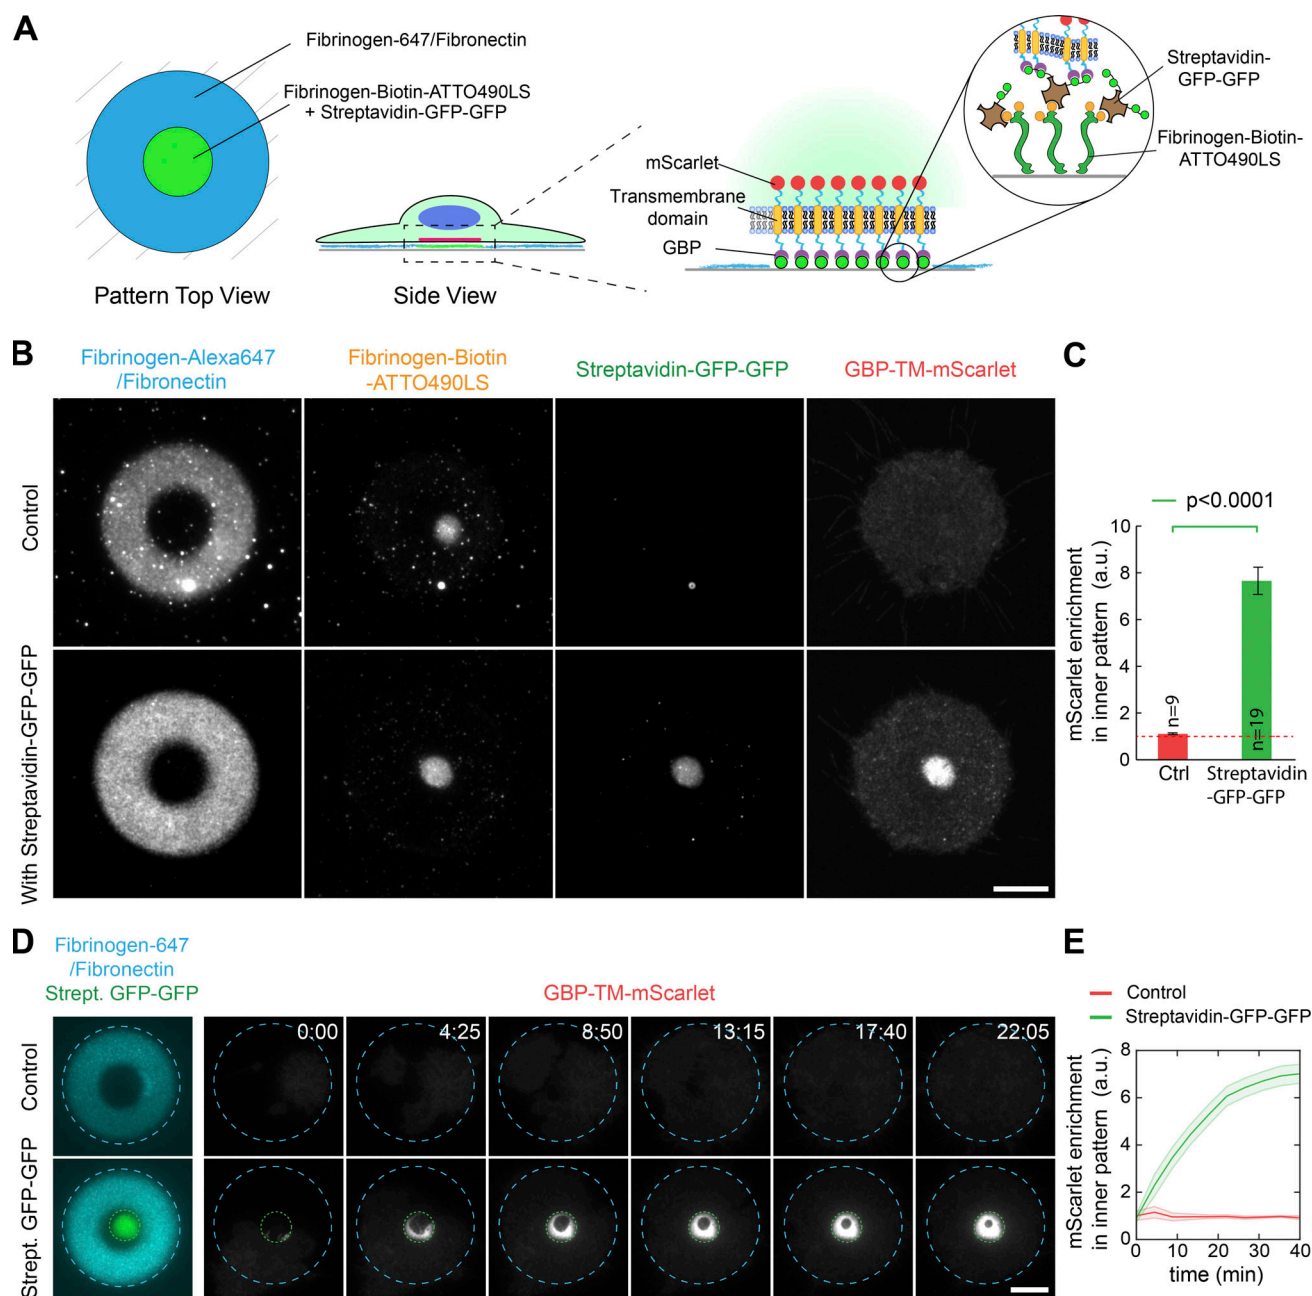 A
Fibrinogen-647/Fibronectin
Fibrinogen-Biotin-ATTO490LS
+ Streptavidin-GFP-GFP
Pattern Top View
Side View
mScarlet
Transmembrane
domain
GBP
Streptavidin-
GFP-GFP
Fibrinogen-Biotin-
ATTO490LS
B
Fibrinogen-Alexa647
/Fibronectin
Fibrinogen-Biotin
-ATTO490LS
Streptavidin-GFP-GFP
GBP-TM-mScarlet
Control
With Streptavidin-GFP-GFP
C
p<0.0001
mScarlet enrichment
in inner pattern (a.u.)
10
8
6
4
2
0
n=9
n=19
Ctrl
Streptavidin
-GFP-GFP
D
Fibrinogen-647
/Fibronectin
Strept. GFP-GFP
GBP-TM-mScarlet
Control
0:00
4:25
8:50
13:15
17:40
22:05
Strept. GFP-GFP
E
Control
Streptavidin-GFP-GFP
mScarlet enrichment
in inner pattern (a.u.)
8
6
4
2
0
0
10
20
30
40
time (min)